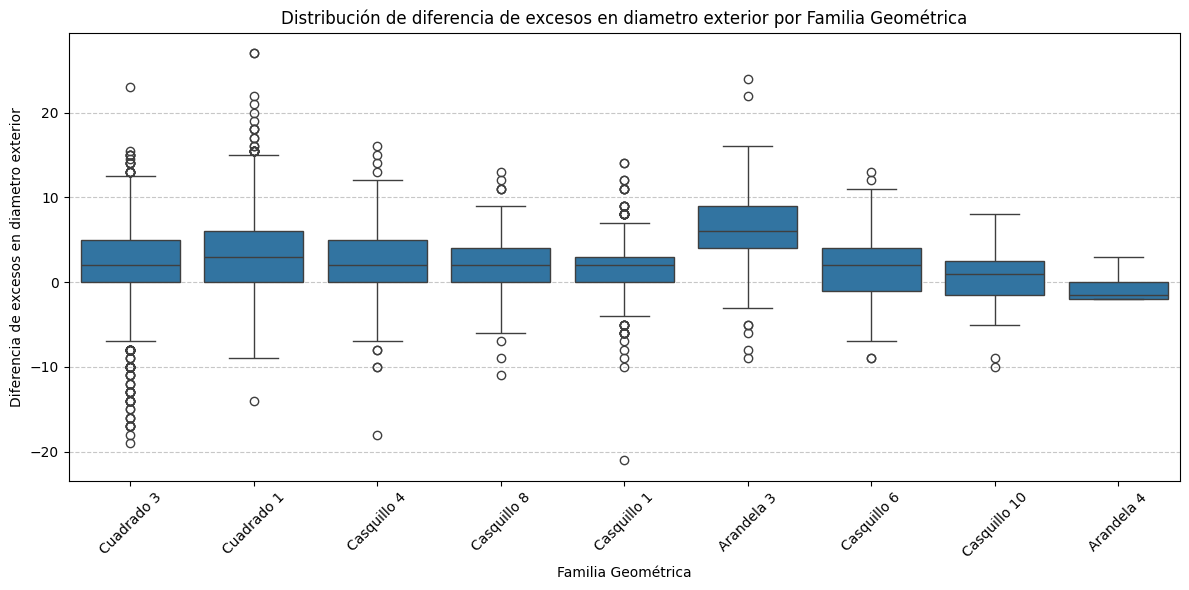 Distribución de diferencia de excesos en diametro exterior por Familia Geométrica
Diferencia de excesos en diametro exterior
20
10
0
−10
−20
Cuadrado 3
Cuadrado 1
Casquillo 4
Casquillo 8
Casquillo 1
Arandela 3
Casquillo 6
Casquillo 10
Arandela 4
Familia Geométrica